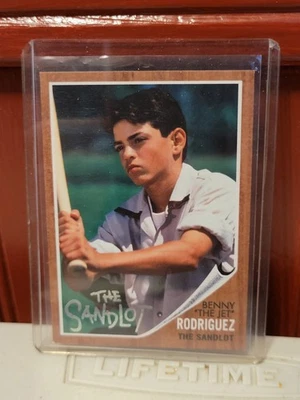 THE
SANDLOT
BENNY
"THE JET"
RODRIGUEZ
THE SANDLOT
LIFETIME